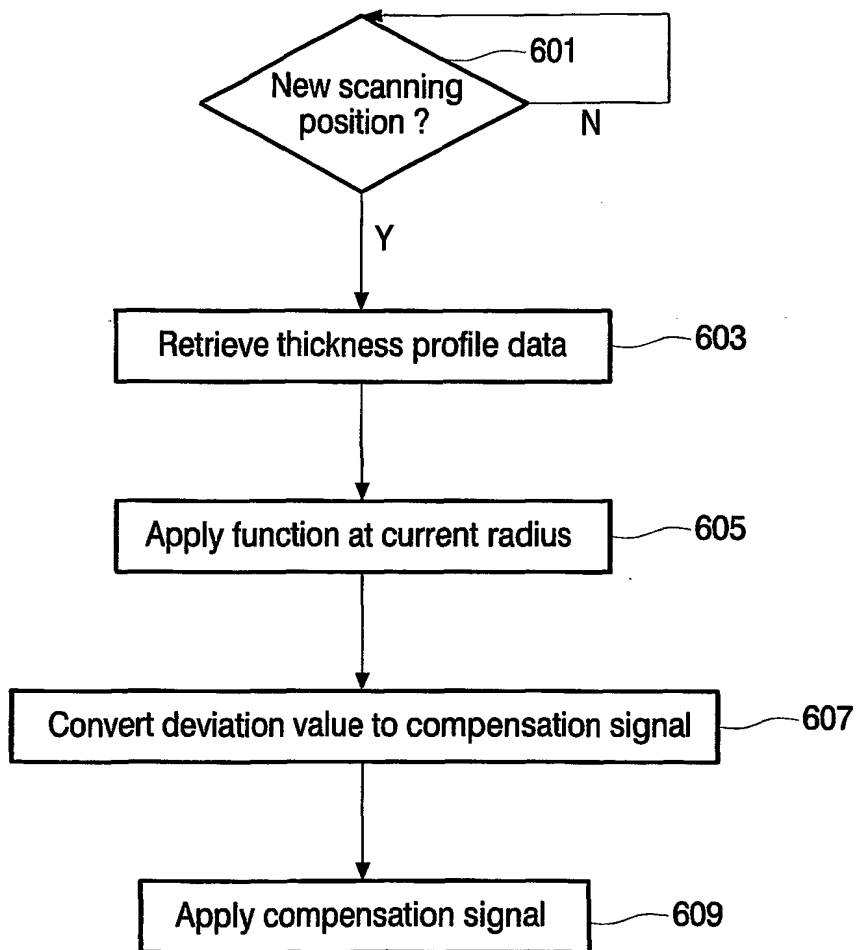 601
New scanning
position ?
N
Y
Retrieve thickness profile data
603
Apply function at current radius
605
Convert deviation value to compensation signal
607
Apply compensation signal
609